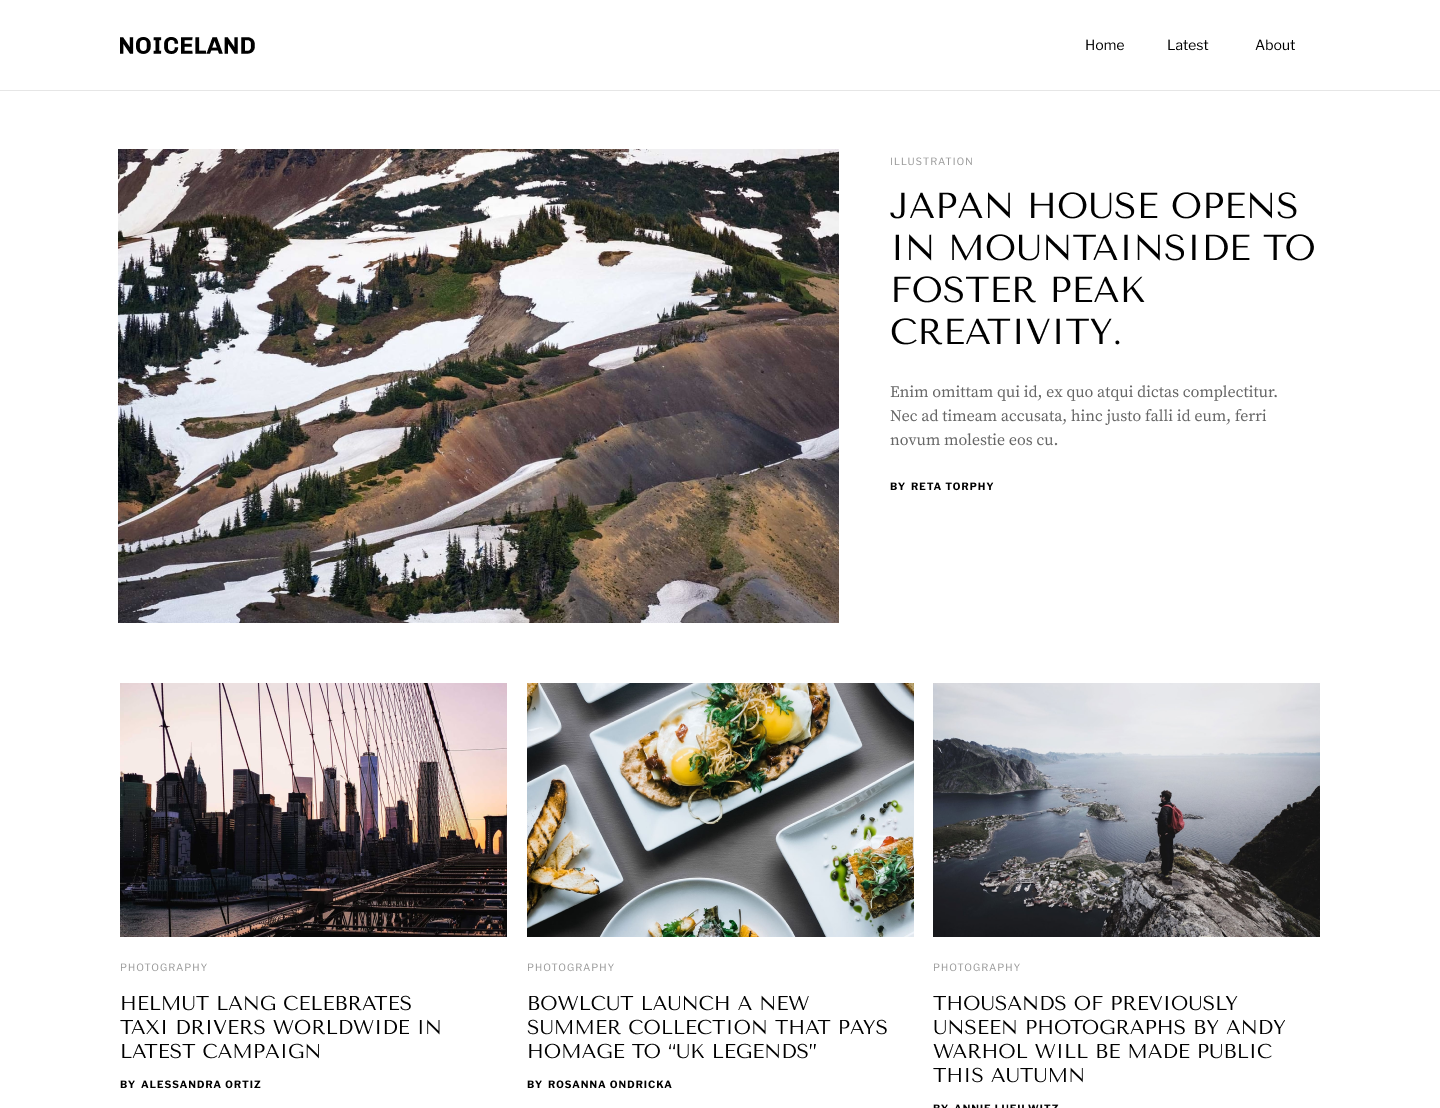 NOICELAND
Home
Latest
About
ILLUSTRATION
JAPAN HOUSE OPENS
IN MOUNTAINSIDE TO
FOSTER PEAK
CREATIVITY.
Enim omittam qui id, ex quo atqui dictas complectitur.
Nec ad timeam accusata, hinc justo falli id eum, ferri
novum molestie eos cu.
BY RETA TORPHY
PHOTOGRAPHY
HELMUT LANG CELEBRATES
TAXI DRIVERS WORLDWIDE IN
LATEST CAMPAIGN
BY ALESSANDRA ORTIZ
PHOTOGRAPHY
BOWLCUT LAUNCH A NEW
SUMMER COLLECTION THAT PAYS
HOMAGE TO “UK LEGENDS”
BY ROSANNA ONDRICKA
PHOTOGRAPHY
THOUSANDS OF PREVIOUSLY
UNSEEN PHOTOGRAPHS BY ANDY
WARHOL WILL BE MADE PUBLIC
THIS AUTUMN
BY ANNIE